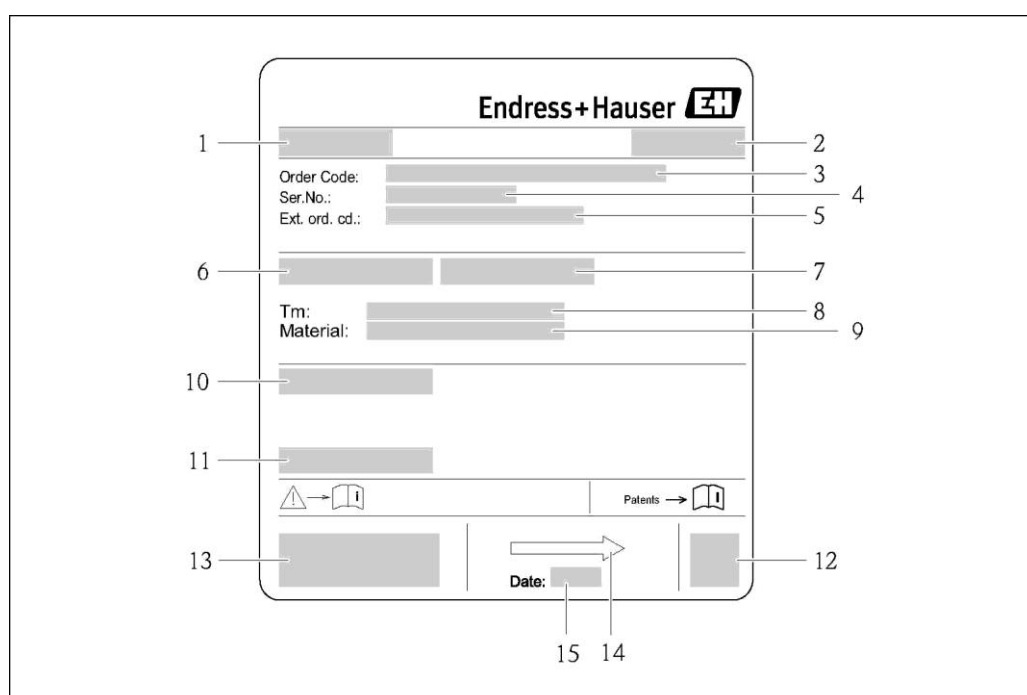 Endress+Hauser EH
1 2
Order Code: 3
Ser.No.: 4
Ext. ord. cd.: 5
6 7
Tm: 8
Material: 9
10
11
i Patents I
13 12
Date:
15 14